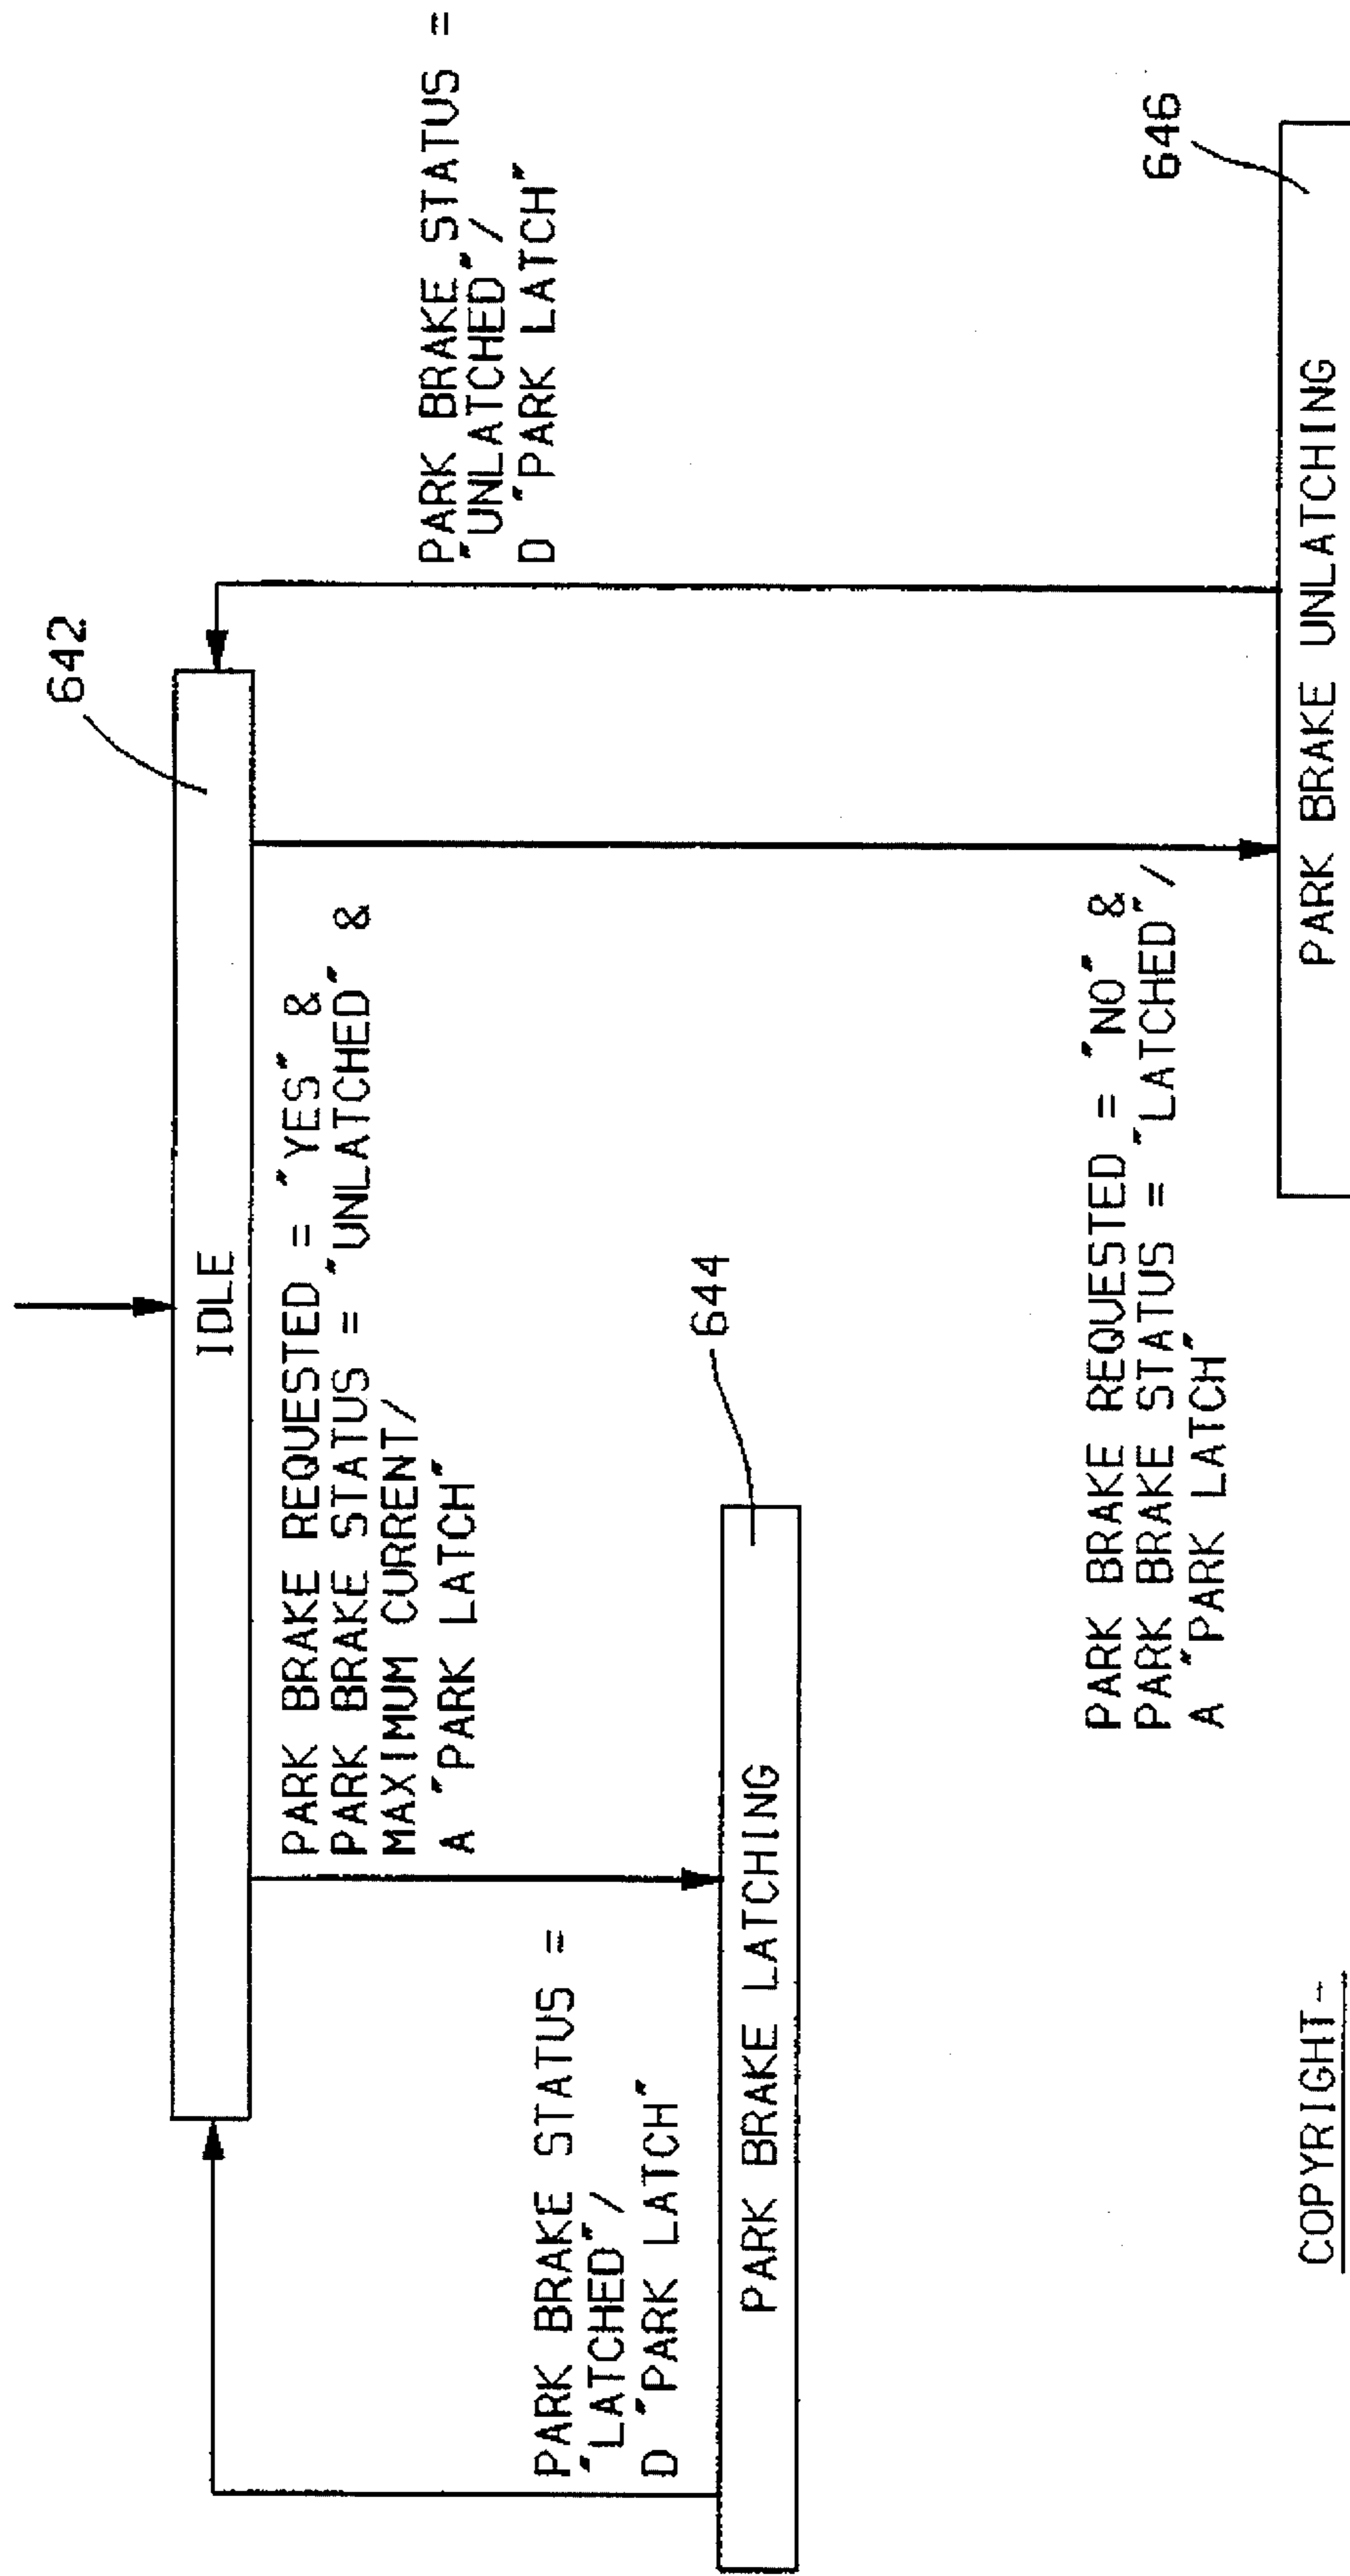 642
IDLE
PARK BRAKE REQUESTED = "YES" &
PARK BRAKE STATUS = "UNLATCHED" &
MAXIMUM CURRENT/
A "PARK LATCH"
PARK BRAKE STATUS =
"UNLATCHED"/
D "PARK LATCH"
PARK BRAKE STATUS =
"LATCHED"/
D "PARK LATCH"
644
PARK BRAKE LATCHING
PARK BRAKE REQUESTED = "NO" &
PARK BRAKE STATUS = "LATCHED"/
A "PARK LATCH"
646
PARK BRAKE UNLATCHING
COPYRIGHT-